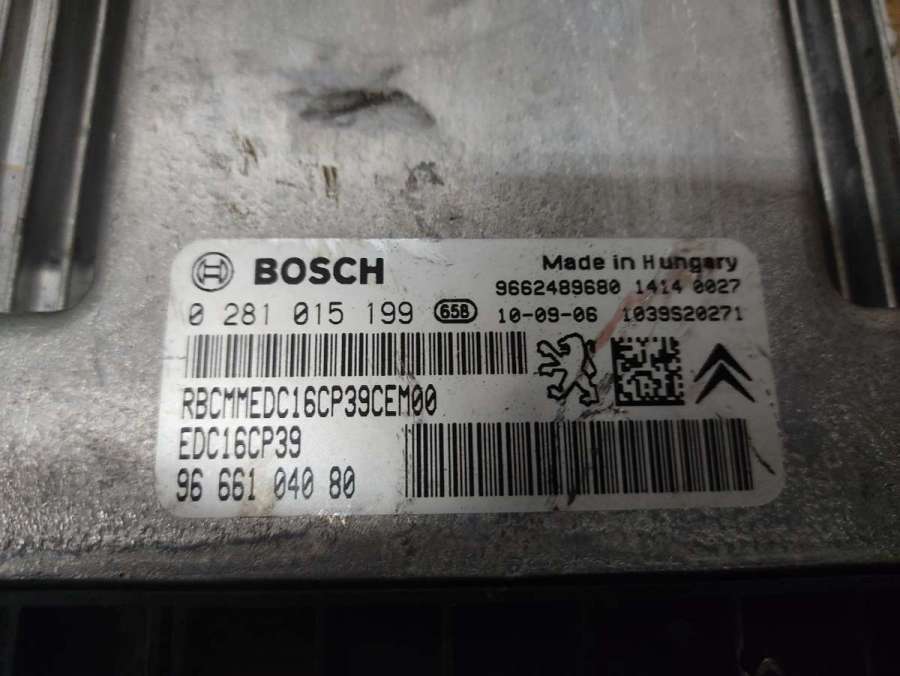 BOSCH
Made in Hungary
9662489680 1414 0027
0 281 015 199 65B 10-09-06 1039S20271
RBCMMEDC16CP39CEM00
EDC16CP39
96 661 040 80